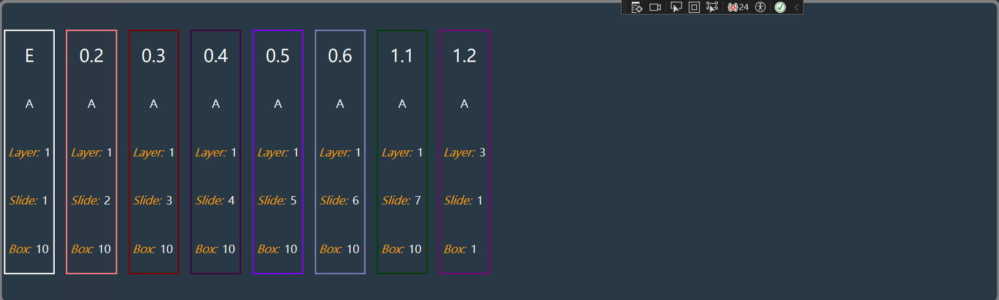 24
E 0.2 0.3 0.4 0.5 0.6 1.1 1.2
A A A A A A A A
Layer: 1 Layer: 1 Layer: 1 Layer: 1 Layer: 1 Layer: 1 Layer: 1 Layer: 3
Slide: 1 Slide: 2 Slide: 3 Slide: 4 Slide: 5 Slide: 6 Slide: 7 Slide: 1
Box: 10 Box: 10 Box: 10 Box: 10 Box: 10 Box: 10 Box: 10 Box: 1